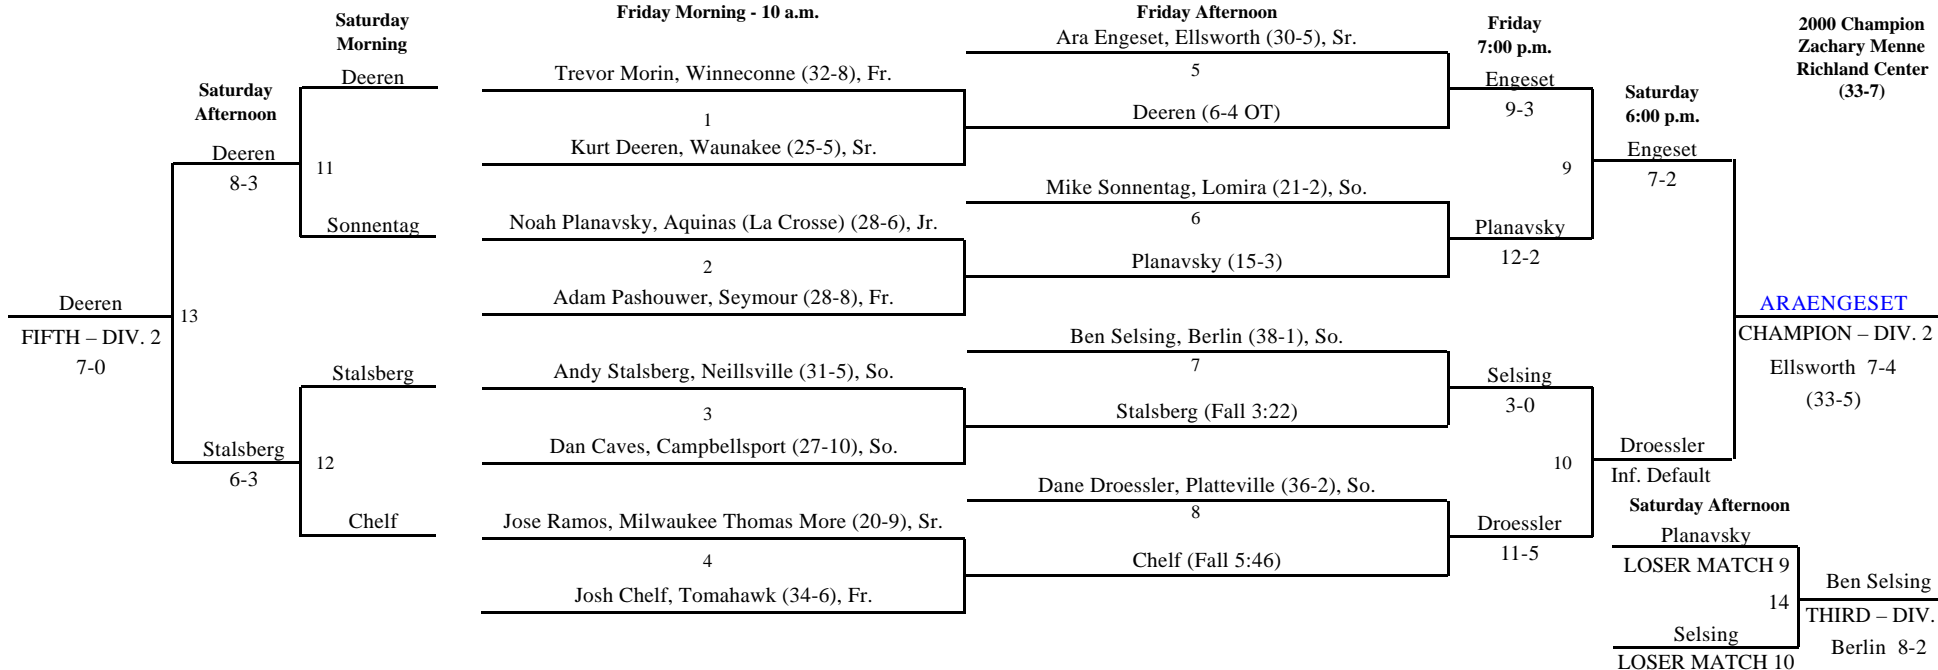 Friday Morning - 10 a.m.
Friday Afternoon
Saturday
Morning
Friday
7:00 p.m.
2000 Champion
Zachary Menne
Richland Center
(33-7)
Saturday
Afternoon
Saturday
6:00 p.m.
Deeren
Deeren
8-3
11
Sonnentag
Deeren
FIFTH – DIV. 2
7-0
13
Stalsberg
Stalsberg
6-3
12
Chelf
Trevor Morin, Winneconne (32-8), Fr.
1
Kurt Deeren, Waunakee (25-5), Sr.
Noah Planavsky, Aquinas (La Crosse) (28-6), Jr.
2
Adam Pashouwer, Seymour (28-8), Fr.
Andy Stalsberg, Neillsville (31-5), So.
3
Dan Caves, Campbellsport (27-10), So.
Jose Ramos, Milwaukee Thomas More (20-9), Sr.
4
Josh Chelf, Tomahawk (34-6), Fr.
Ara Engeset, Ellsworth (30-5), Sr.
5
Deeren (6-4 OT)
Mike Sonnentag, Lomira (21-2), So.
6
Planavsky (15-3)
Ben Selsing, Berlin (38-1), So.
7
Stalsberg (Fall 3:22)
Dane Droessler, Platteville (36-2), So.
8
Chelf (Fall 5:46)
Engeset
9-3
9
Planavsky
12-2
Selsing
3-0
10
Droessler
11-5
Engeset
7-2
Droessler
Inf. Default
ARAENGESET
CHAMPION – DIV. 2
Ellsworth 7-4
(33-5)
Saturday Afternoon
Planavsky
LOSER MATCH 9
14
Selsing
LOSER MATCH 10
Ben Selsing
THIRD – DIV.
Berlin 8-2